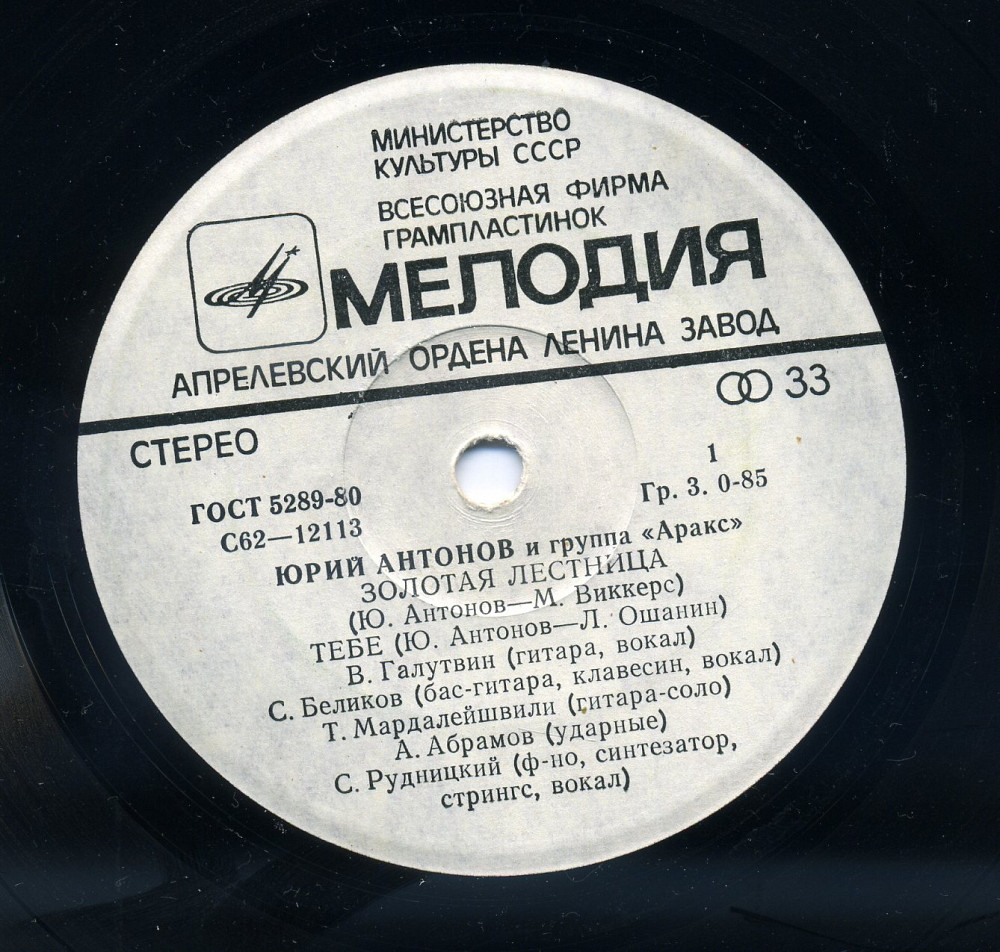 МИНИСТЕРСТВО
КУЛЬТУРЫ СССР
ВСЕСОЮЗНАЯ ФИРМА
ГРАМПЛАСТИНОК
МЕЛОДИЯ
АПРЕЛЕВСКИЙ ОРДЕНА ЛЕНИНА ЗАВОД
СТЕРЕО
33
ГОСТ 5289-80
С62—12113
1
Гр. 3. 0-85
ЮРИЙ АНТОНОВ и группа «Аракс»
ЗОЛОТАЯ ЛЕСТНИЦА
(Ю. Антонов—М. Виккерс)
ТЕБЕ (Ю. Антонов—Л. Ошанин)
В. Галутвин (гитара, вокал)
С. Беликов (бас-гитара, клавесин, вокал)
Т. Мардалейшвили (гитара-соло)
А. Абрамов (ударные)
С. Рудницкий (ф-но, синтезатор,
стрингс, вокал)